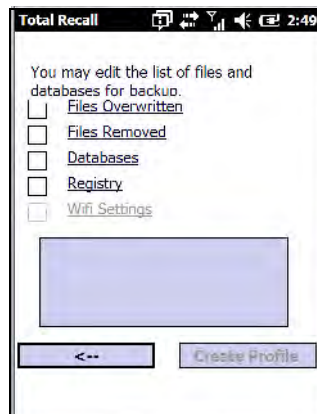 Total Recall 2:49
You may edit the list of files and
databases for backup.
Files Overwritten
Files Removed
Databases
Registry
Wifi Settings
<-- Create Profile